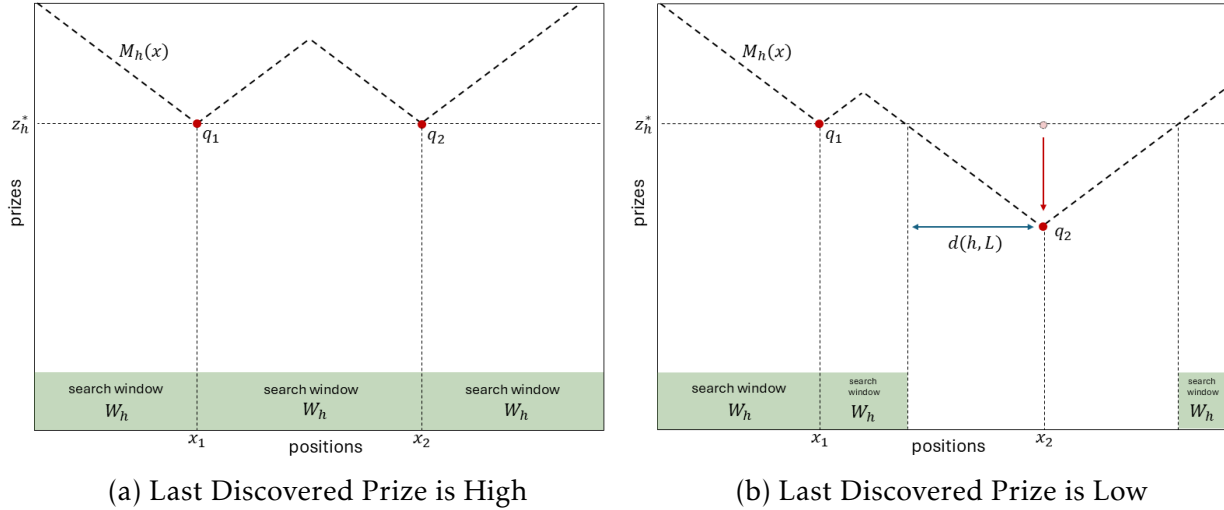 M_h(x)
z_h^*
q_1
q_2
prizes
search window
W_h
search window
W_h
search window
W_h
x_1
x_2
positions
(a) Last Discovered Prize is High
M_h(x)
z_h^*
q_1
q_2
d(h, L)
prizes
search window
W_h
search
window
W_h
search
window
W_h
x_1
positions
x_2
(b) Last Discovered Prize is Low